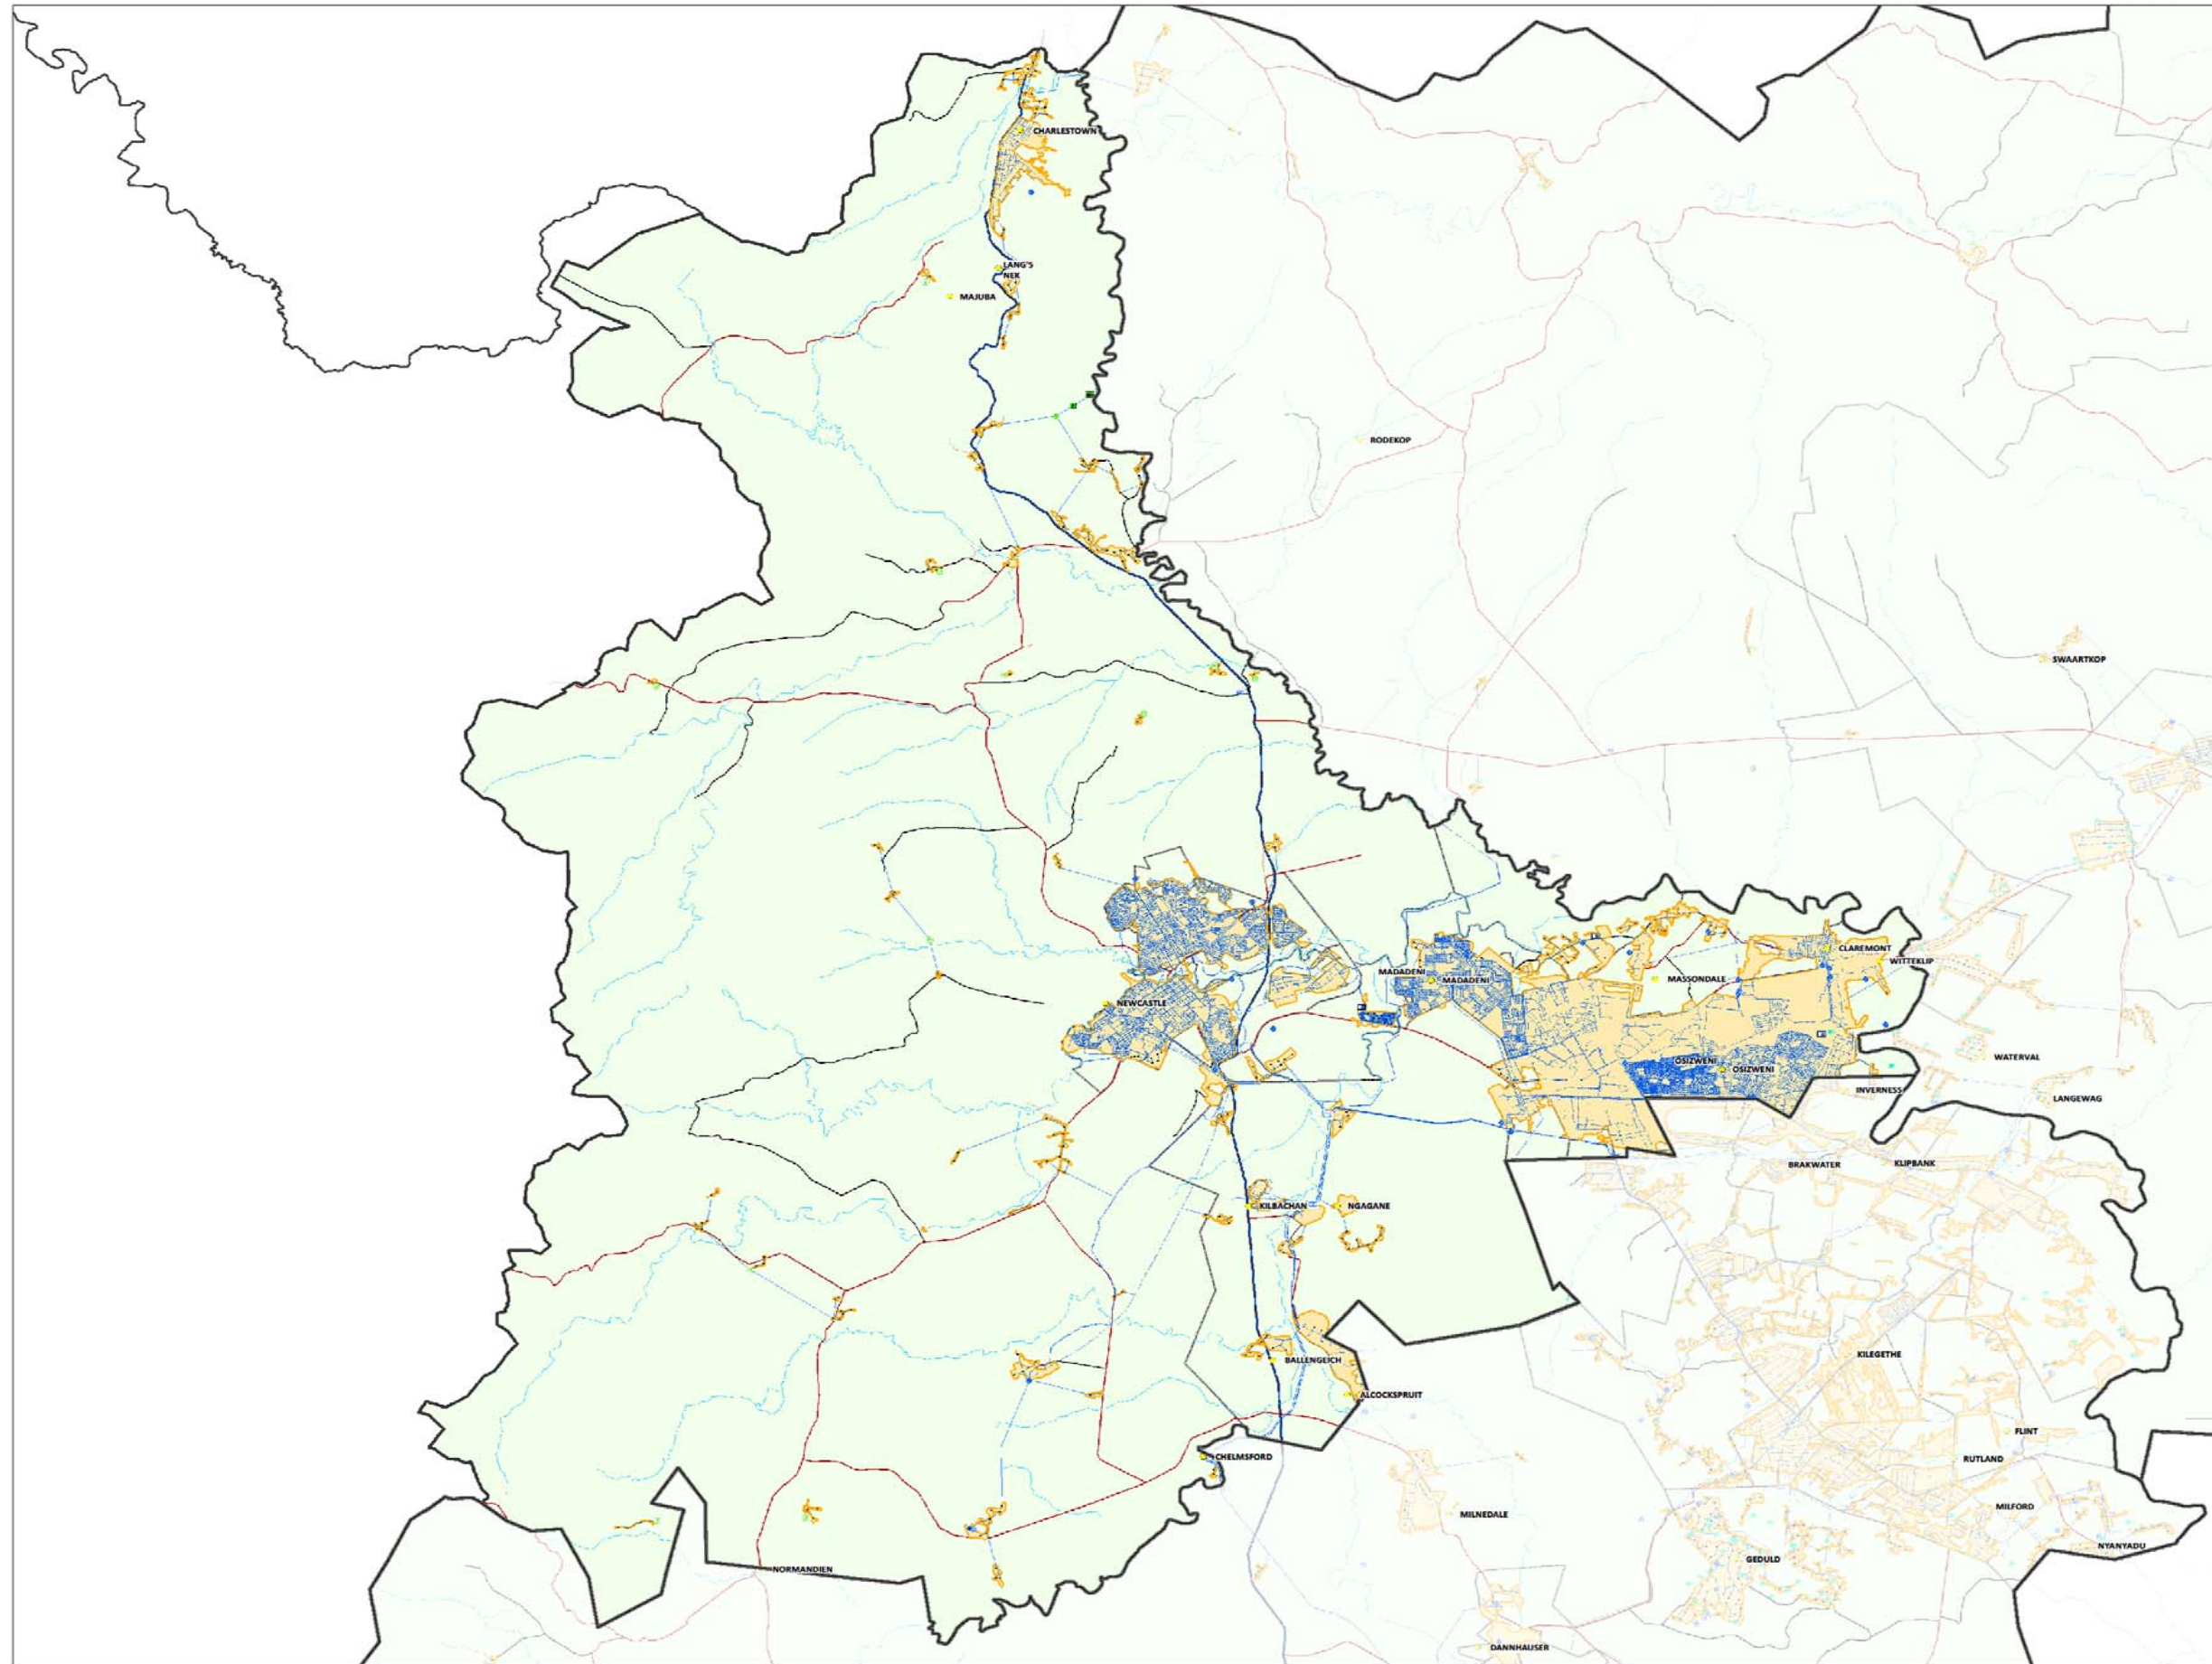 CHARLESTOWN
LANG'S
NEK
MAJUBA
RODEKOP
SWAARTKOP
CLAREMONT
WITTEKLIP
MADADENI
MADADENI
MASSONDALE
NEWCASTLE
WATERVAL
OSIZWENI
OSIZWENI
INVERNESS
LANGEWAG
BRAKWATER
KLIPBANK
KILBACHAN
NGAGANE
KILEGETHE
BALLENGEICH
ALCOCKSPRUIT
FLINT
CHELMSFORD
RUTLAND
MILFORD
MILNEDALE
NYANYADU
GEDULD
NORMANDIEN
DANNHAUSER